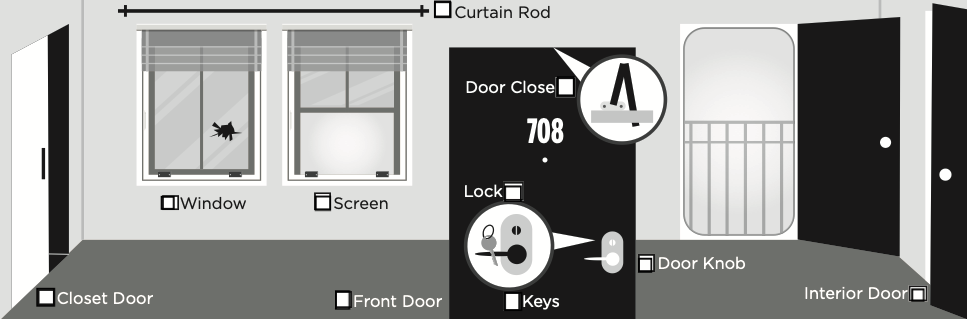 Curtain Rod
Door Close
708
Lock
Window
Screen
Door Knob
Closet Door
Front Door
Keys
Interior Door